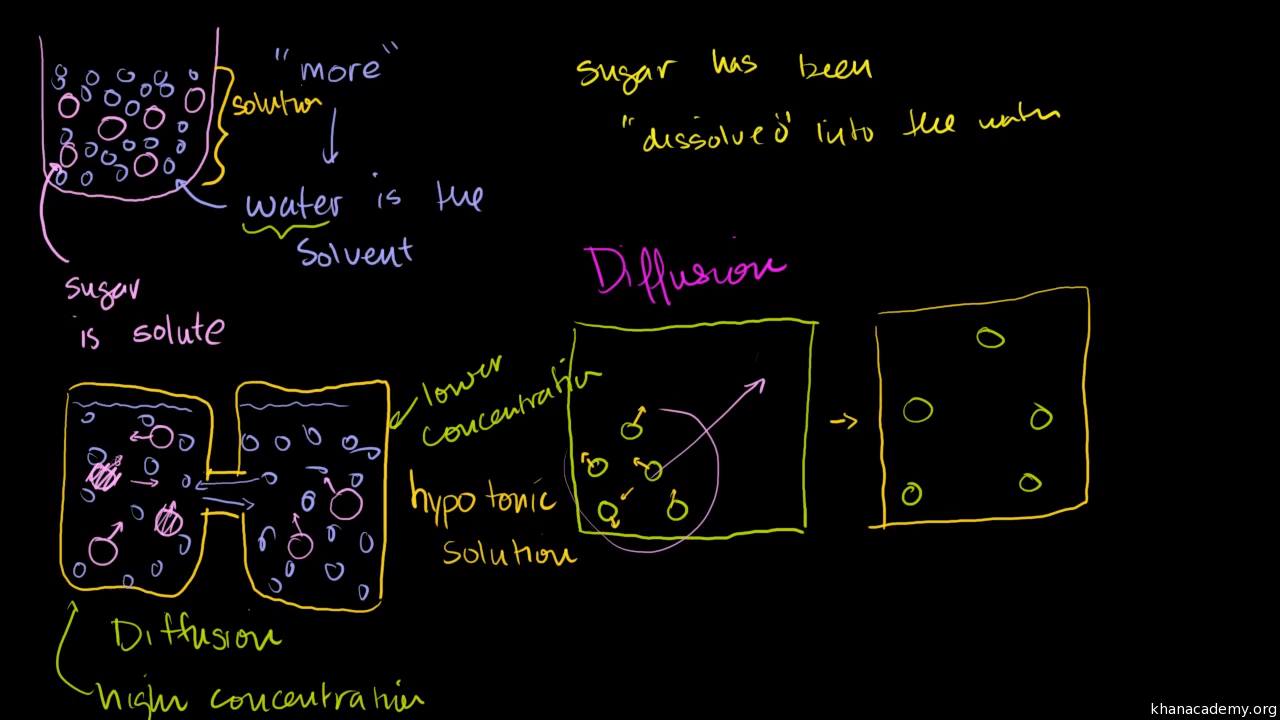 "more"
solution
water is the
solvent
sugar
is solute
sugar has been
"dissolved" into the water
Diffusion
lower
concentration
hypotonic
solution
Diffusion
high concentration
khanacademy.org